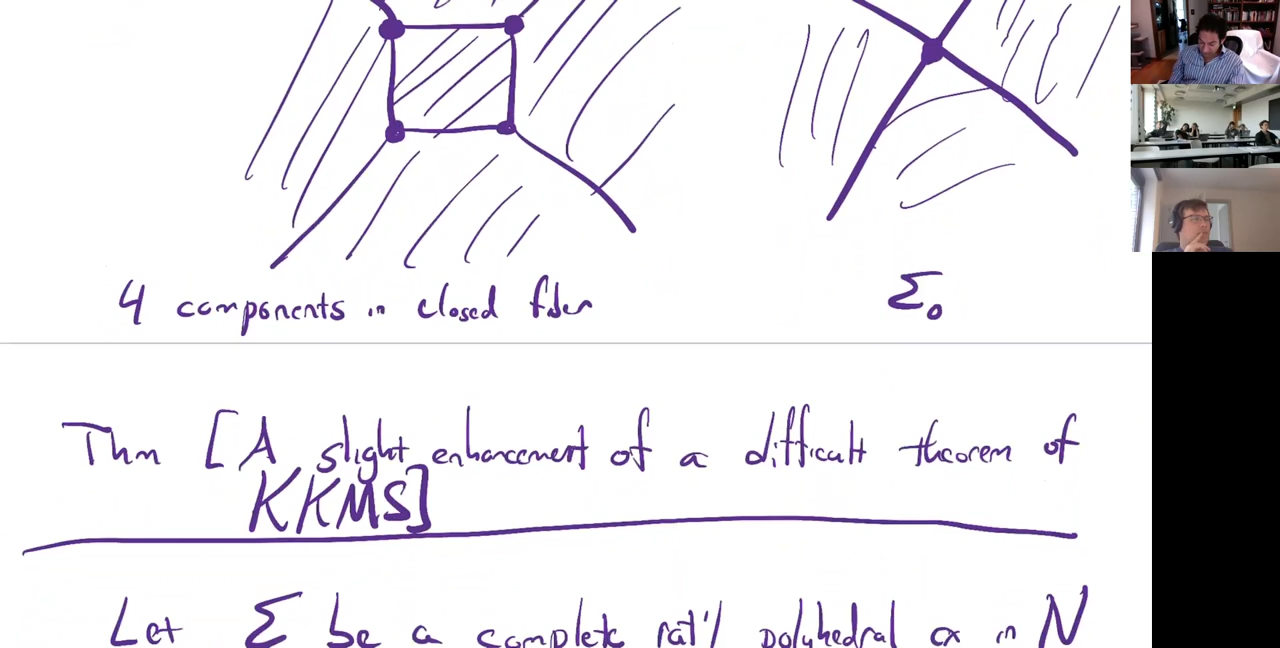 4 components in closed fiber
Σ₀
Thm [A slight enhancement of a difficult theorem of
KKMS]
Let Σ be a complete rat'l polyhedral cx in N